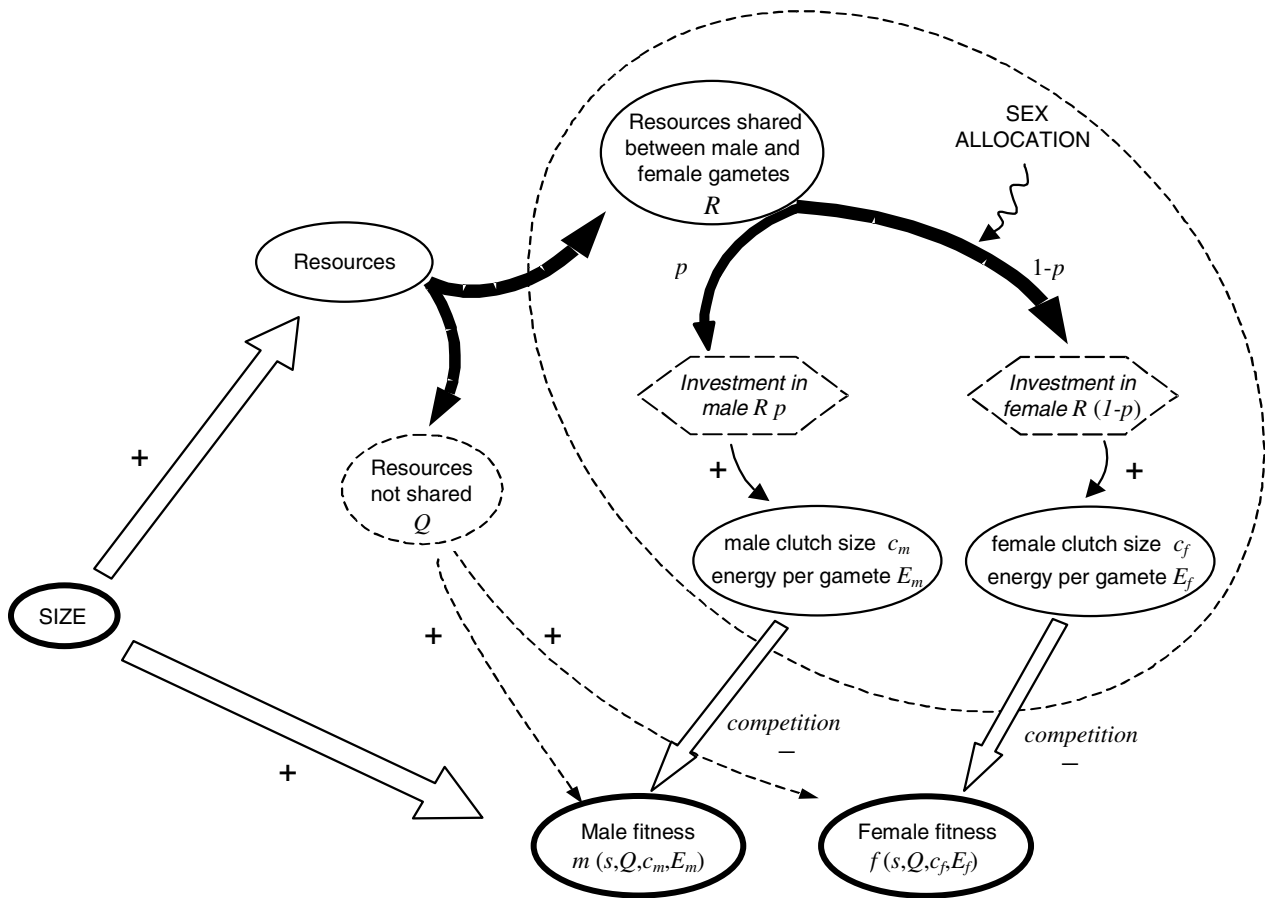 Resources shared
between male and
female gametes
R
SEX
ALLOCATION
Resources
p
1-p
Investment in
male R p
Investment in
female R (1-p)
+
Resources
not shared
Q
+
+
male clutch size c_m
energy per gamete E_m
female clutch size c_f
energy per gamete E_f
SIZE
+
+
competition
–
competition
–
+
Male fitness
m (s,Q,c_m,E_m)
Female fitness
f (s,Q,c_f,E_f)